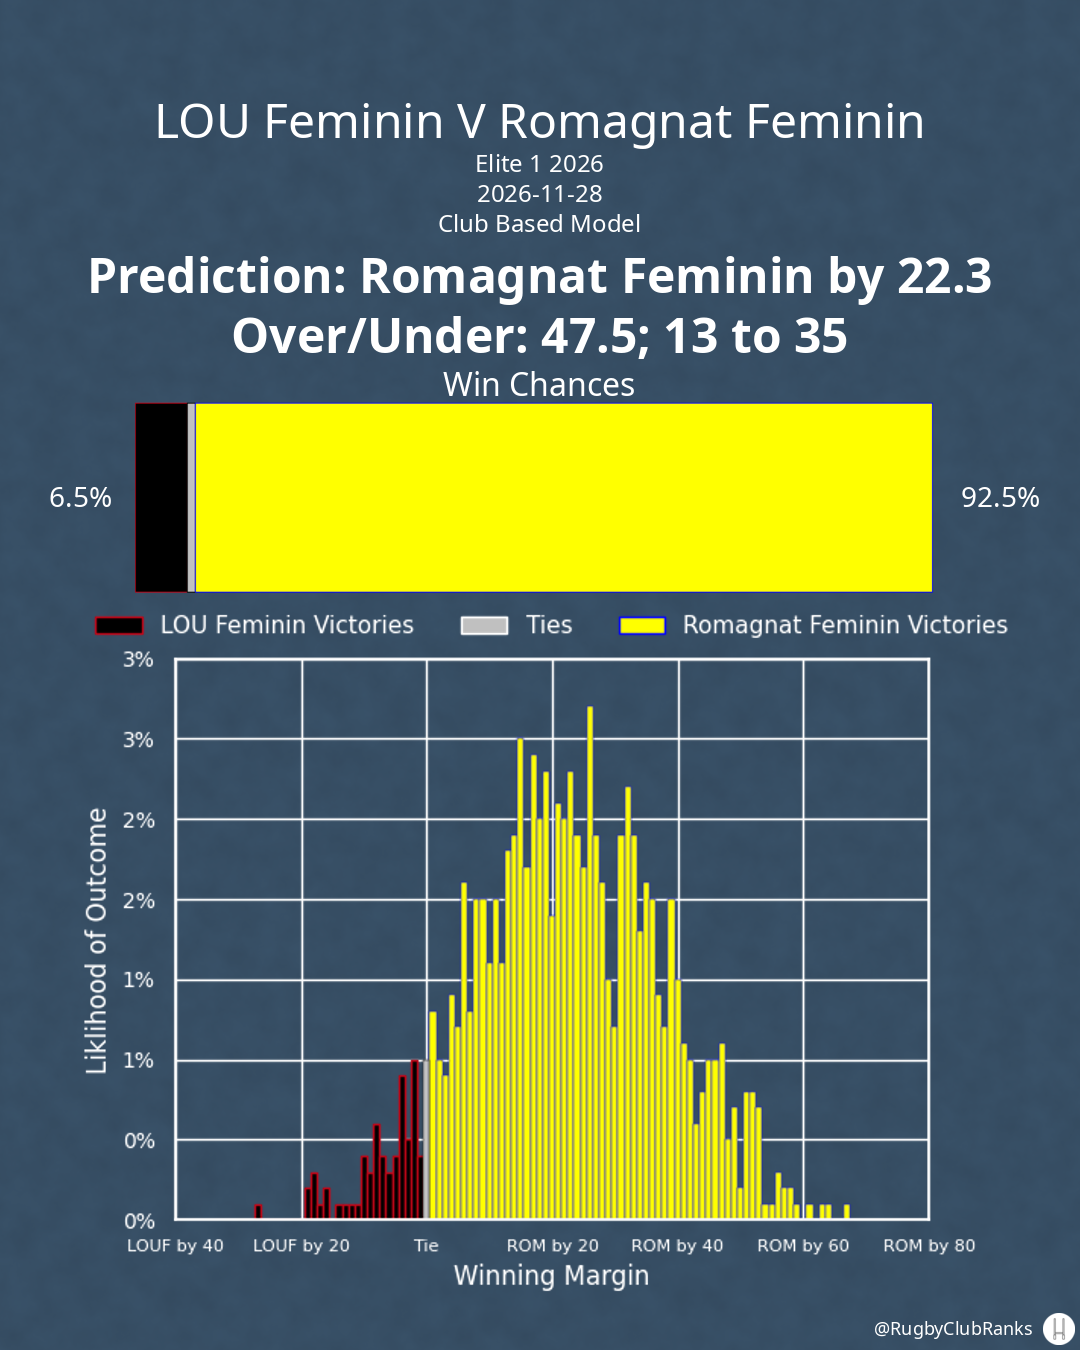 LOU Feminin V Romagnat Feminin
Elite 1 2026
2026-11-28
Club Based Model
Prediction: Romagnat Feminin by 22.3
Over/Under: 47.5; 13 to 35
Win Chances
6.5%
92.5%
LOU Feminin Victories
Ties
Romagnat Feminin Victories
3%
3%
2%
2%
1%
1%
0%
0%
Liklihood of Outcome
LOUF by 40
LOUF by 20
Tie
ROM by 20
ROM by 40
ROM by 60
ROM by 80
Winning Margin
@RugbyClubRanks